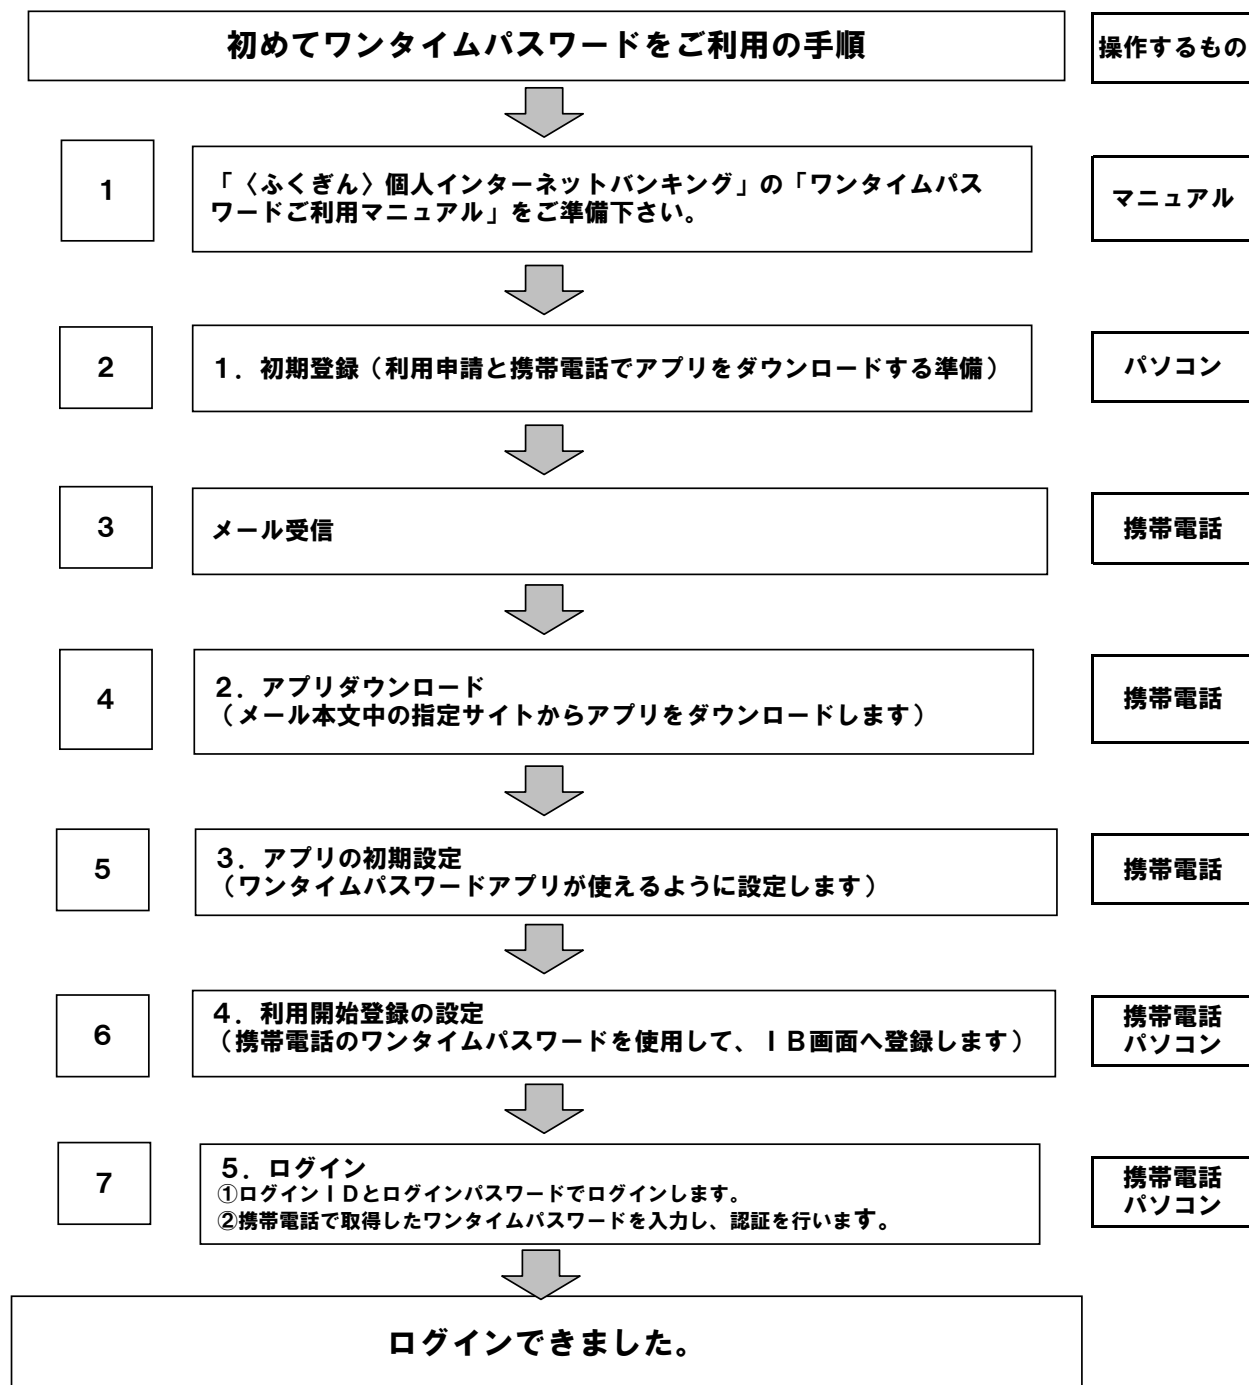 初めてワンタイムパスワードをご利用の手順
操作するもの
1
「〈ふくぎん〉個人インターネットバンキング」の「ワンタイムパス
ワードご利用マニュアル」をご準備下さい。
マニュアル
2
１．初期登録（利用申請と携帯電話でアプリをダウンロードする準備）
パソコン
3
メール受信
携帯電話
4
２．アプリダウンロード
（メール本文中の指定サイトからアプリをダウンロードします）
携帯電話
5
３．アプリの初期設定
（ワンタイムパスワードアプリが使えるように設定します）
携帯電話
6
４．利用開始登録の設定
（携帯電話のワンタイムパスワードを使用して、ＩＢ画面へ登録します）
携帯電話
パソコン
7
５．ログイン
①ログインＩＤとログインパスワードでログインします。
②携帯電話で取得したワンタイムパスワードを入力し、認証を行います。
携帯電話
パソコン
ログインできました。